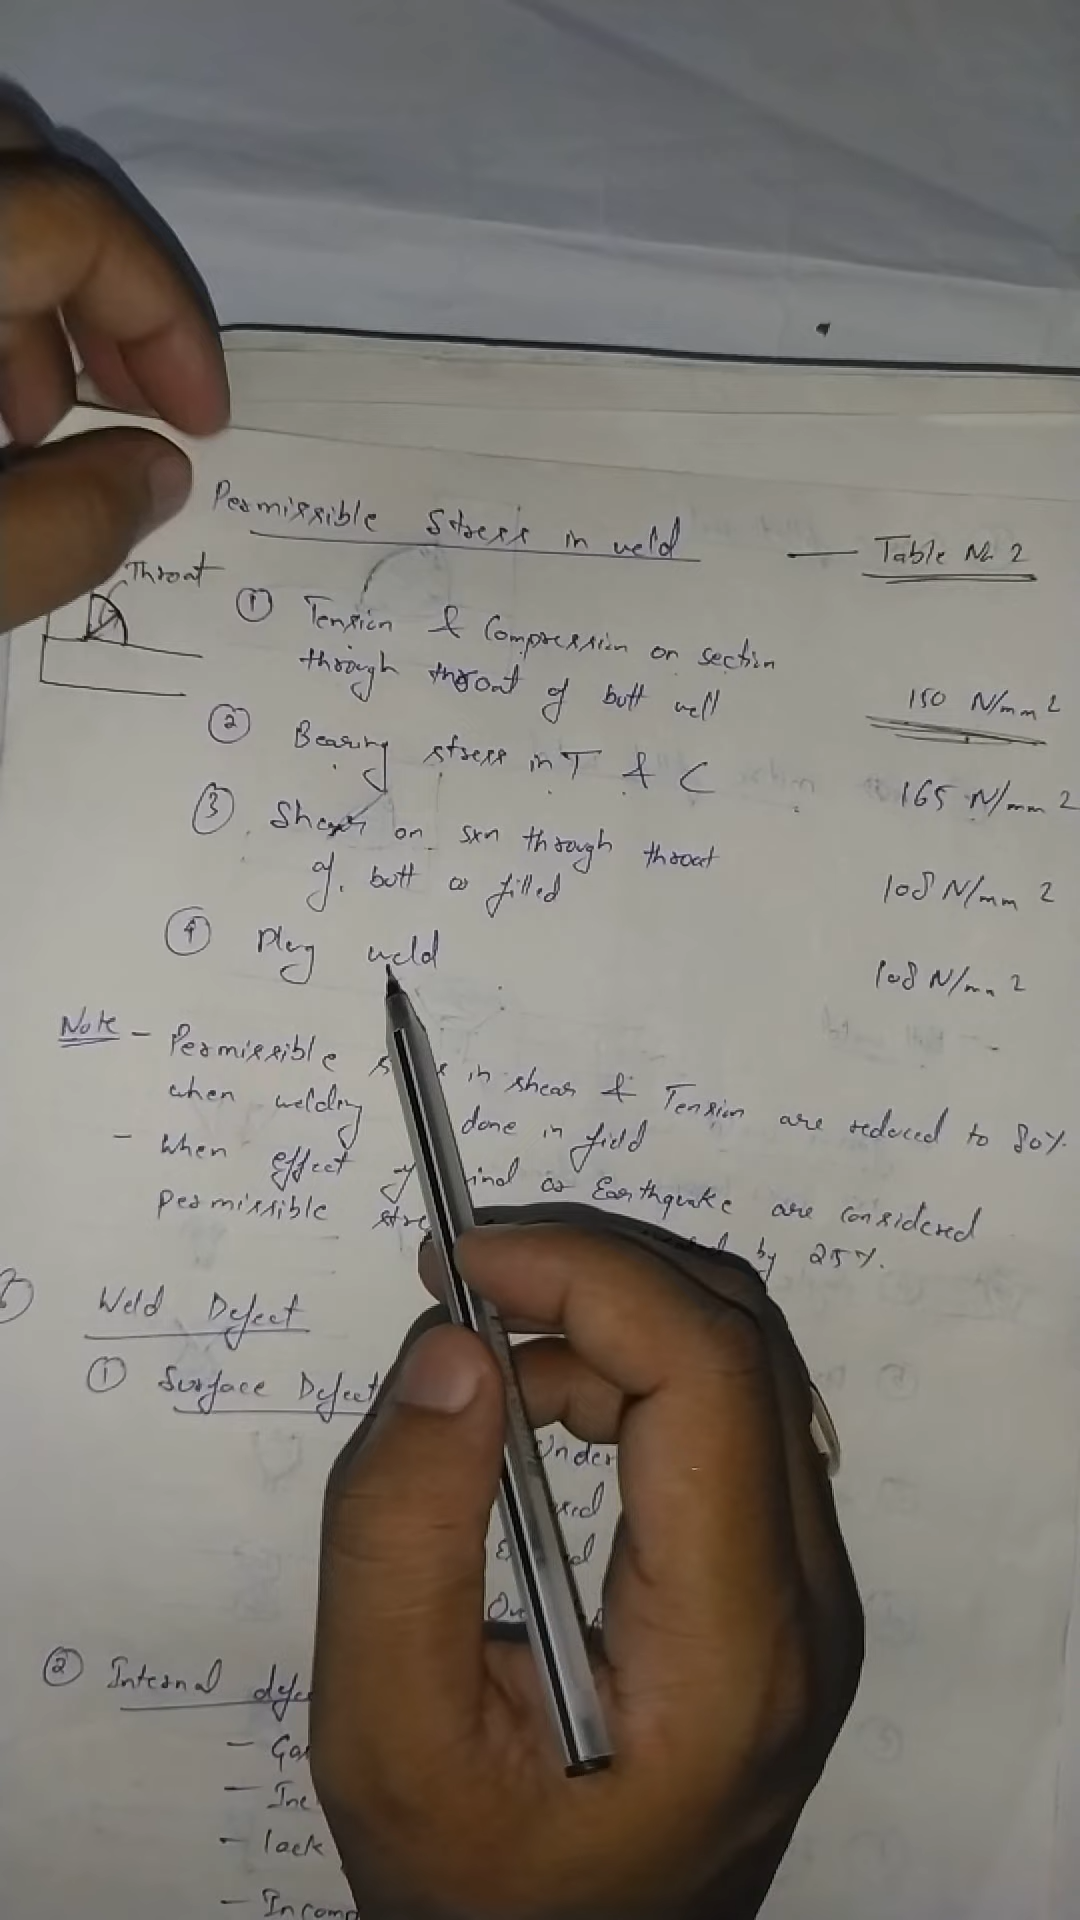 Permissible Stress in weld — Table No 2
Throat
① Tension & Compression on section
through throat of butt well
150 N/mm2
② Bearing stress in T & C
165 N/mm2
③ Shear on sxn through throat
of butt or filled
108 N/mm2
④ Plug weld
108 N/mm2
Note - Permissible in shear & Tension are reduced to 80%.
when welding done in field
- When effect of or Earthquake are considered
permissible by 25%.
Weld Defect
① Surface Defect
Under
② Internal
-
-
- lack
-